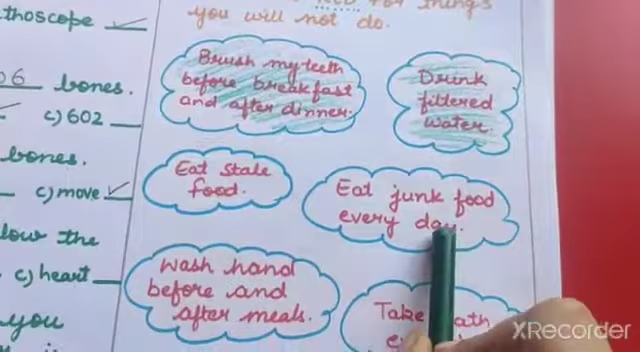 thoscope ✓
06 bones.
✓ c) 602
bones.
c) move ✓
low the
c) heart
you
for things
you will not do.
Brush my teeth
before breakfast
and after dinner.
Drink
filtered
water.
Eat stale
food.
Eat junk food
every day.
Wash hand
before and
after meals.
Take
XRecorder